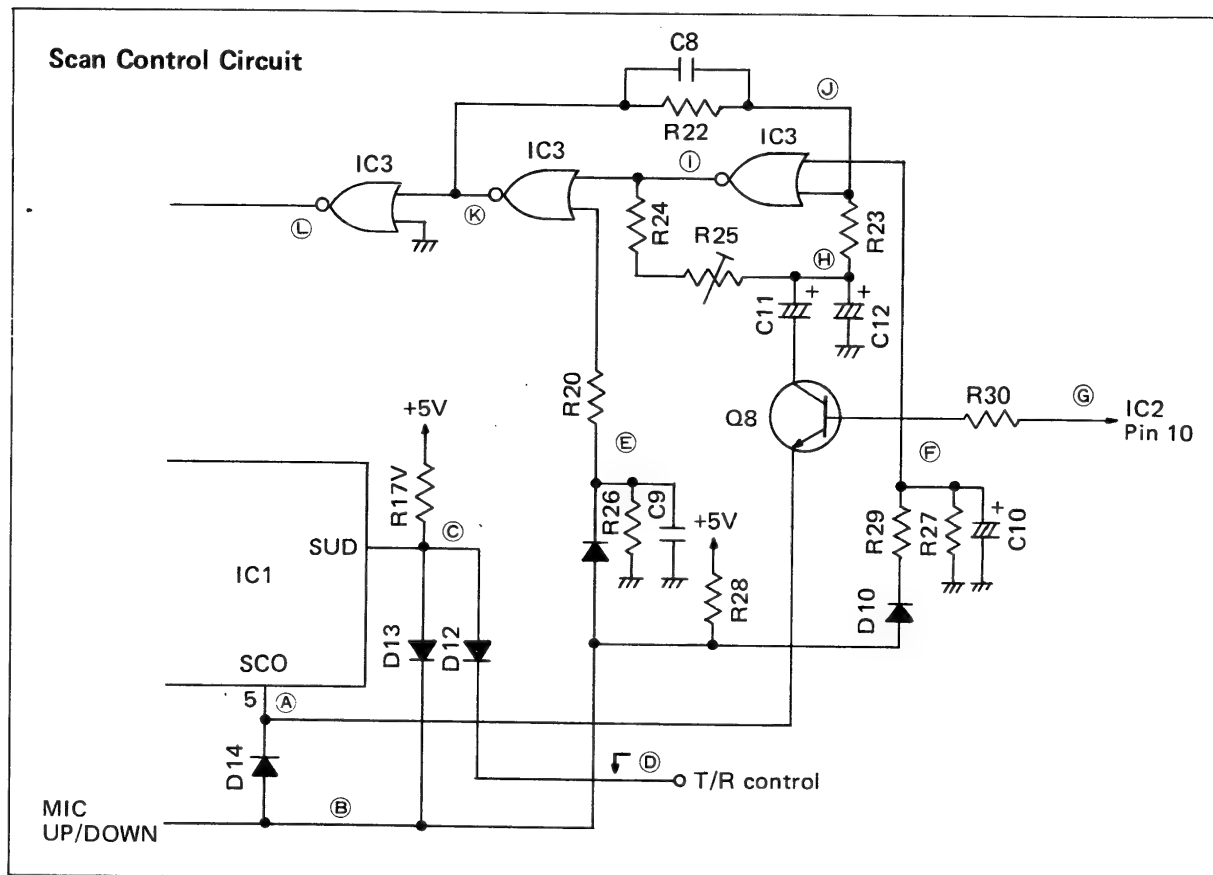 Scan Control Circuit
C8
Ⓙ
R22
IC3
IC3
IC3
Ⓘ
Ⓚ
Ⓛ
R24
R25
R23
Ⓗ
C11
+
C12
+
R20
+5V
Q8
R30
Ⓖ
IC2
Pin 10
R17V
Ⓔ
Ⓕ
R26
C9
+5V
R29
R27
C10
+
SUD
Ⓒ
IC1
R28
D10
D13
D12
SCO
5
Ⓐ
D14
Ⓓ
T/R control
MIC
UP/DOWN
Ⓑ